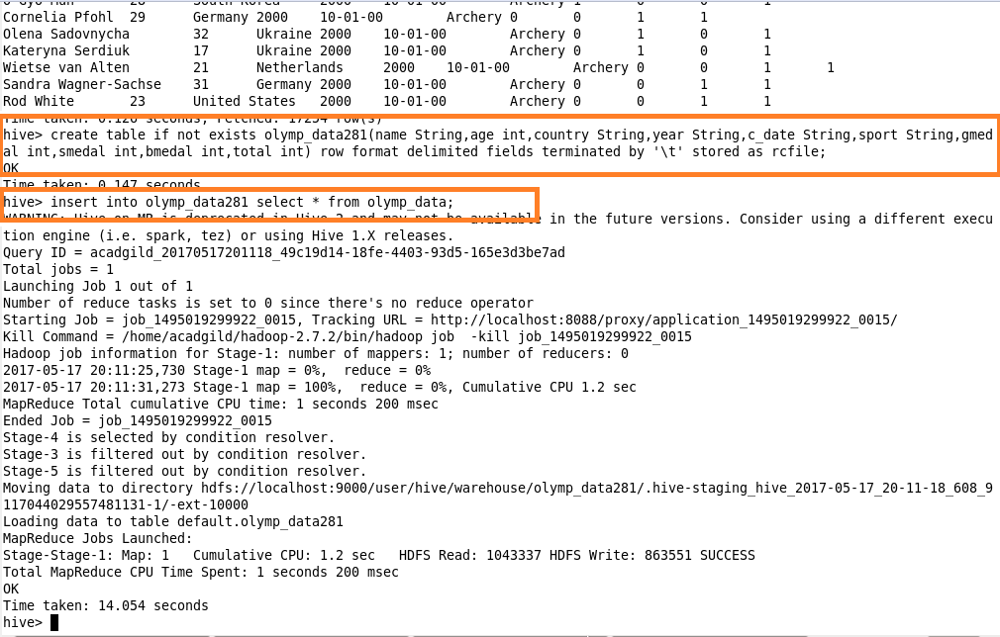 Cornelia Pfohl 29 Germany 2000 10-01-00 Archery 0 0 1 1
Olena Sadovnycha 32 Ukraine 2000 10-01-00 Archery 0 1 0 1
Kateryna Serdiuk 17 Ukraine 2000 10-01-00 Archery 0 1 0 1
Wietse van Alten 21 Netherlands 2000 10-01-00 Archery 0 0 1 1
Sandra Wagner-Sachse 31 Germany 2000 10-01-00 Archery 0 0 1 1
Rod White 23 United States 2000 10-01-00 Archery 0 0 1 1
Time taken: 0.126 seconds, Fetched: 17254 row(s)
hive> create table if not exists olymp_data281(name String,age int,country String,year String,c_date String,sport String,gmed
al int,smedal int,bmedal int,total int) row format delimited fields terminated by '\t' stored as rcfile;
OK
Time taken: 0.147 seconds
hive> insert into olymp_data281 select * from olymp_data;
WARNING: Hive-on-MR is deprecated in Hive 2 and may not be available in the future versions. Consider using a different execu
tion engine (i.e. spark, tez) or using Hive 1.X releases.
Query ID = acadgild_20170517201118_49c19d14-18fe-4403-93d5-165e3d3be7ad
Total jobs = 1
Launching Job 1 out of 1
Number of reduce tasks is set to 0 since there's no reduce operator
Starting Job = job_1495019299922_0015, Tracking URL = http://localhost:8088/proxy/application_1495019299922_0015/
Kill Command = /home/acadgild/hadoop-2.7.2/bin/hadoop job  -kill job_1495019299922_0015
Hadoop job information for Stage-1: number of mappers: 1; number of reducers: 0
2017-05-17 20:11:25,730 Stage-1 map = 0%,  reduce = 0%
2017-05-17 20:11:31,273 Stage-1 map = 100%,  reduce = 0%, Cumulative CPU 1.2 sec
MapReduce Total cumulative CPU time: 1 seconds 200 msec
Ended Job = job_1495019299922_0015
Stage-4 is selected by condition resolver.
Stage-3 is filtered out by condition resolver.
Stage-5 is filtered out by condition resolver.
Moving data to directory hdfs://localhost:9000/user/hive/warehouse/olymp_data281/.hive-staging_hive_2017-05-17_20-11-18_608_9
117044029557481131-1/-ext-10000
Loading data to table default.olymp_data281
MapReduce Jobs Launched:
Stage-Stage-1: Map: 1   Cumulative CPU: 1.2 sec   HDFS Read: 1043337 HDFS Write: 863551 SUCCESS
Total MapReduce CPU Time Spent: 1 seconds 200 msec
OK
Time taken: 14.054 seconds
hive>